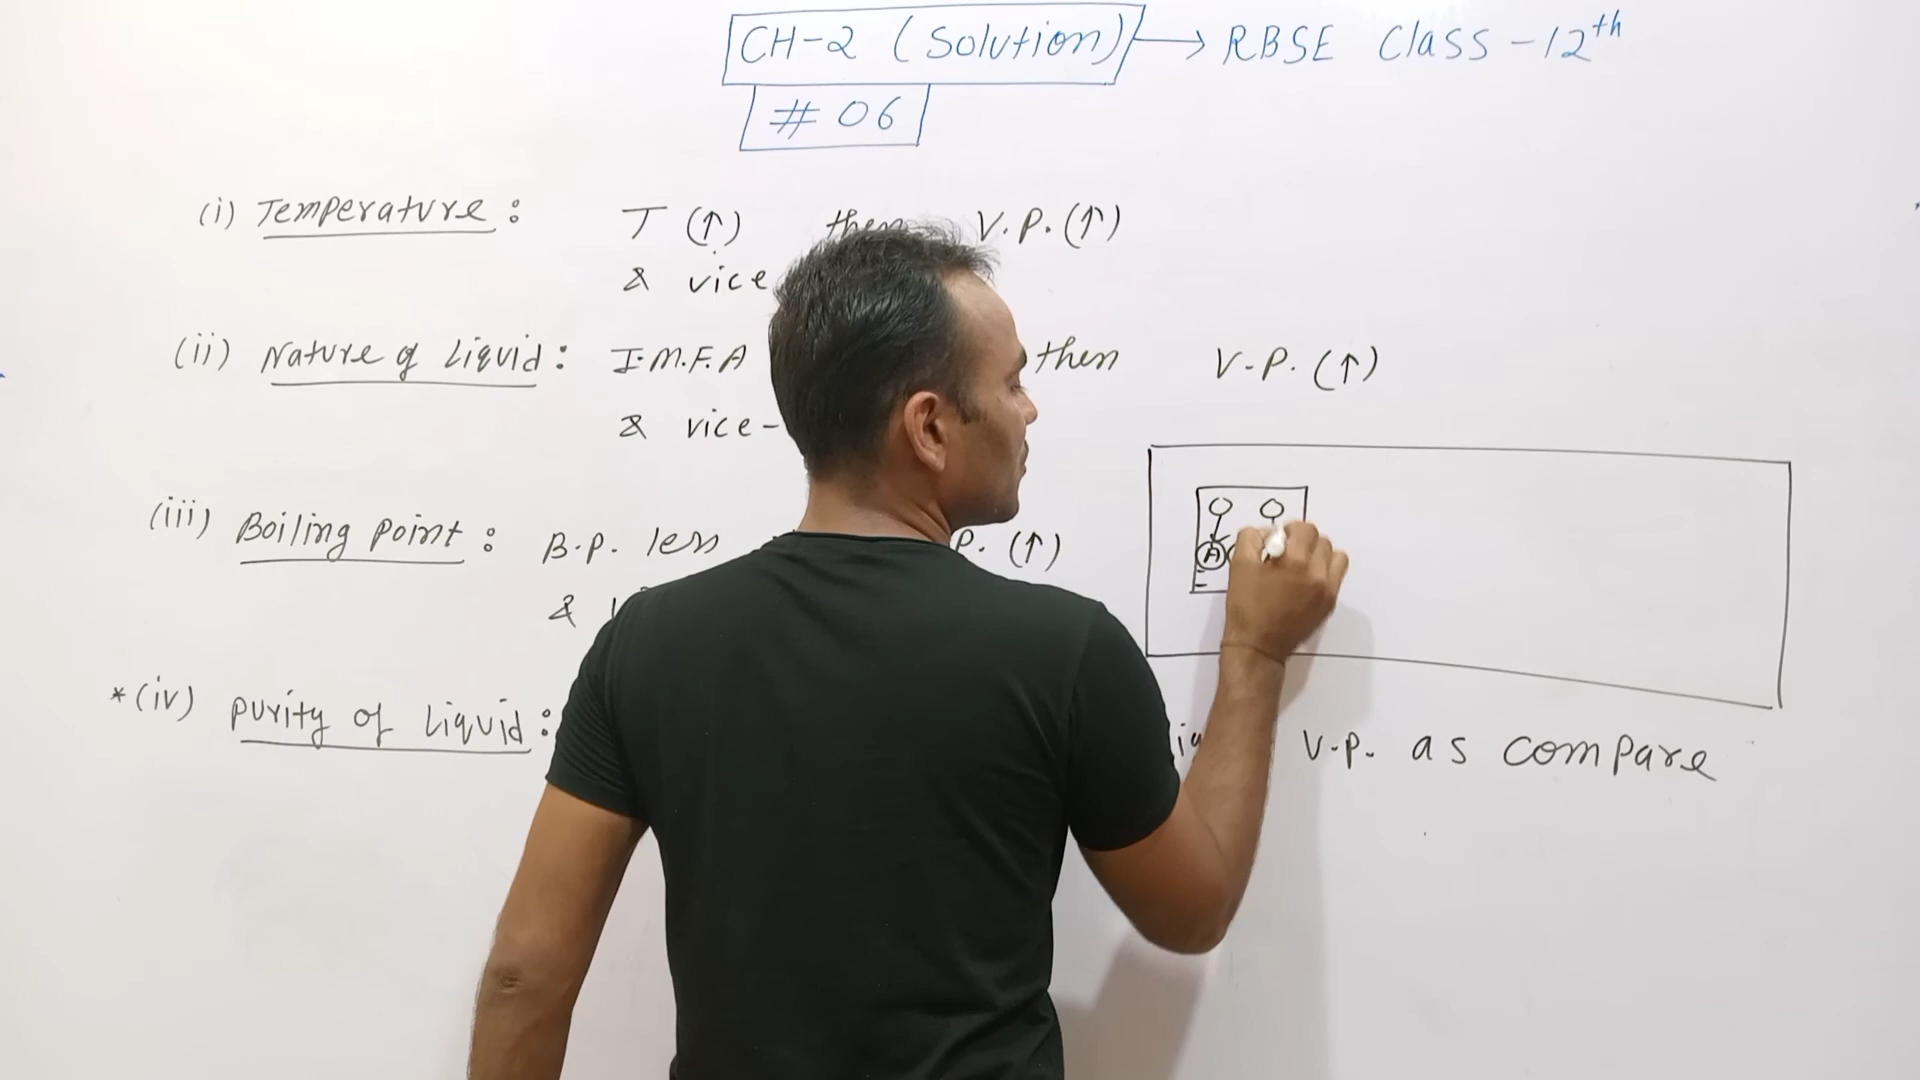 CH-2 (Solution) → RBSE Class-12th
# 06
(i) Temperature : T (↑) then V.P. (↑)
& vice
(ii) Nature of Liquid : I.M.F.A then V.P. (↑)
& vice-
(iii) Boiling point : B.P. less P. (↑)
&
A
*(iv) purity of Liquid : V.P. as compare